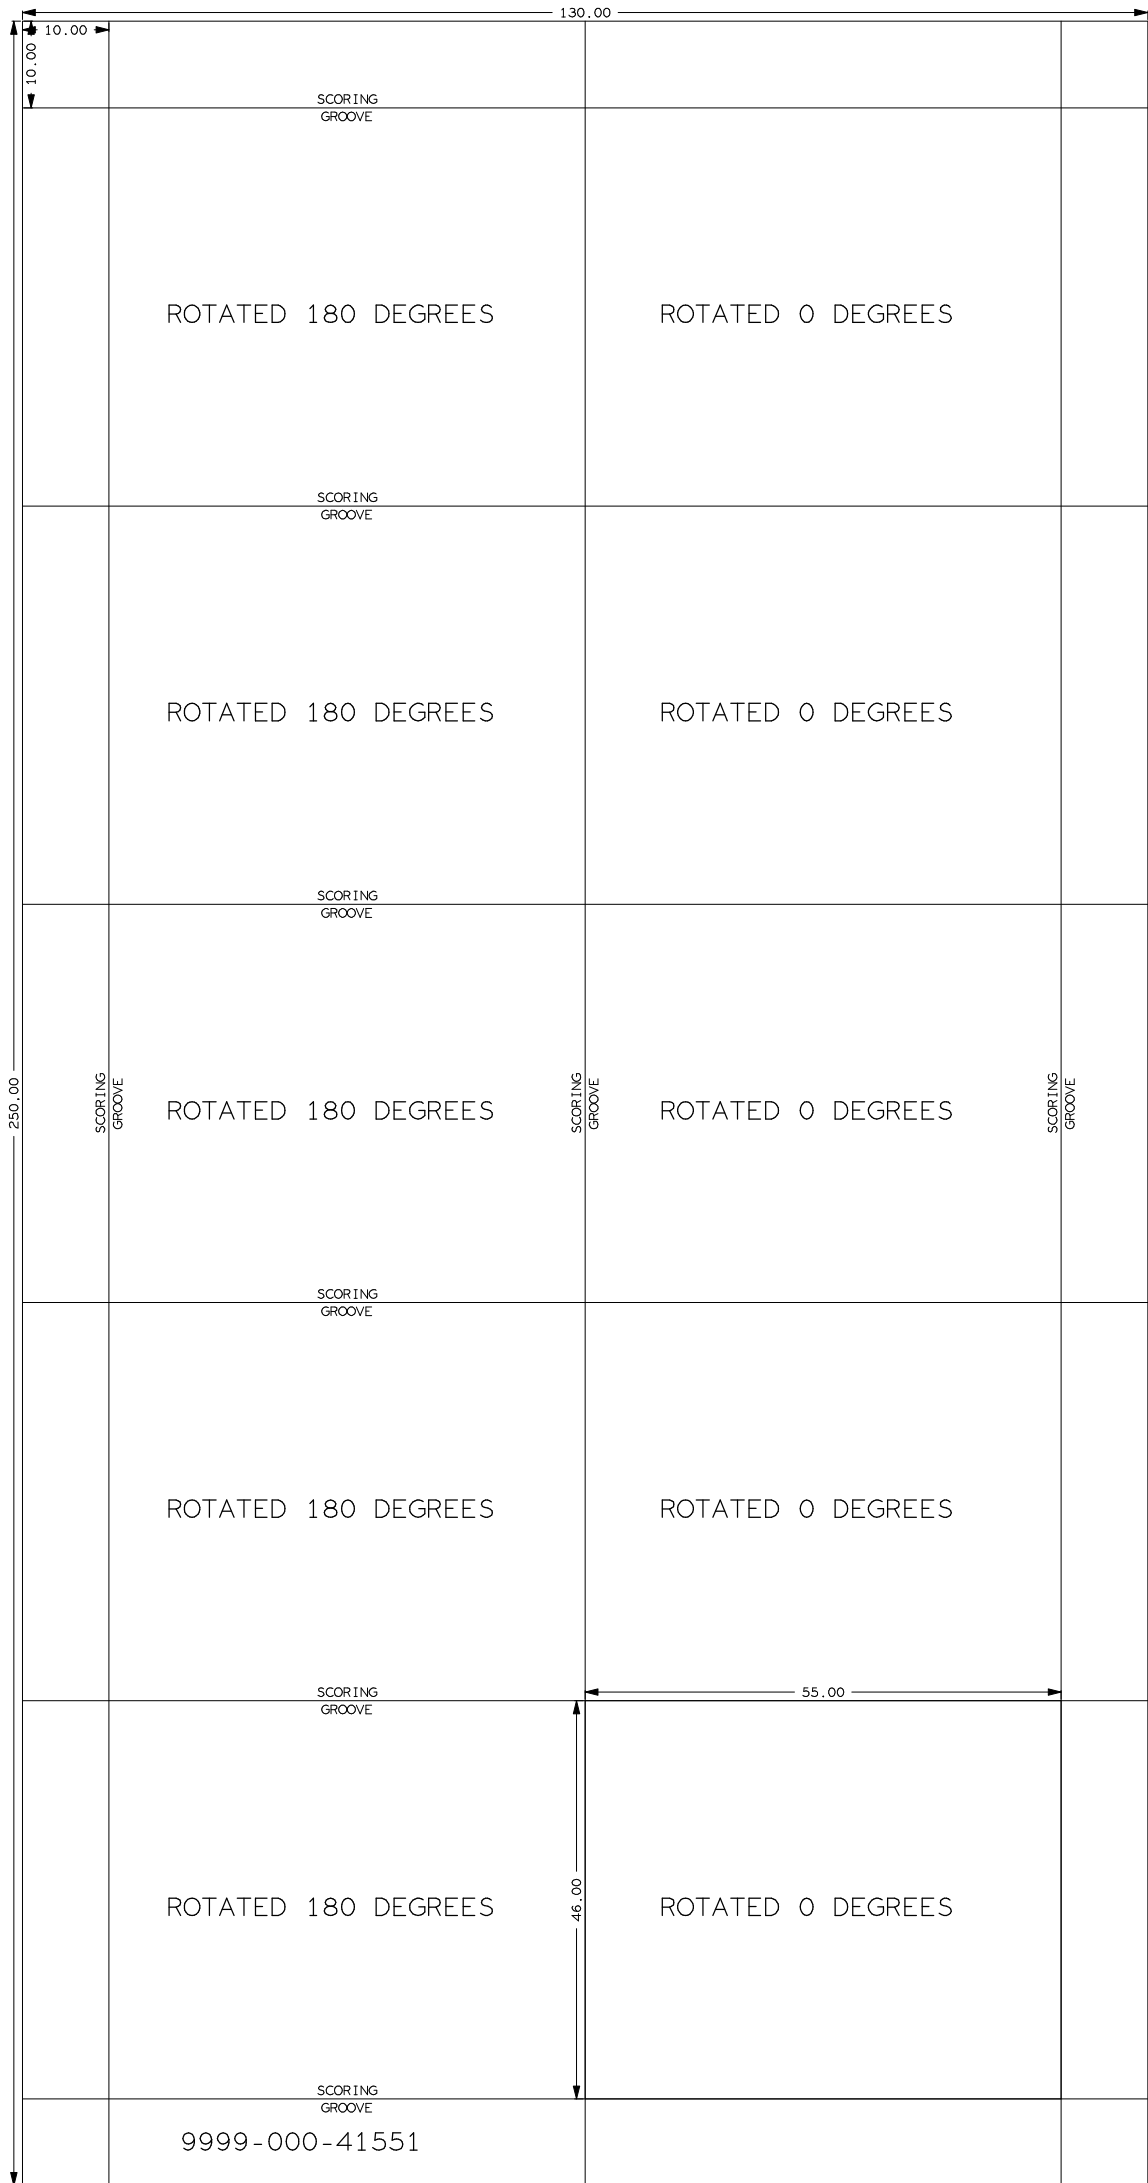 130.00
10.00
10.00
SCORING
GROOVE
ROTATED 180 DEGREES
ROTATED 0 DEGREES
SCORING
GROOVE
ROTATED 180 DEGREES
ROTATED 0 DEGREES
SCORING
GROOVE
250.00
SCORING
GROOVE
ROTATED 180 DEGREES
SCORING
GROOVE
ROTATED 0 DEGREES
SCORING
GROOVE
SCORING
GROOVE
ROTATED 180 DEGREES
ROTATED 0 DEGREES
SCORING
GROOVE
55.00
46.00
ROTATED 180 DEGREES
ROTATED 0 DEGREES
SCORING
GROOVE
9999-000-41551